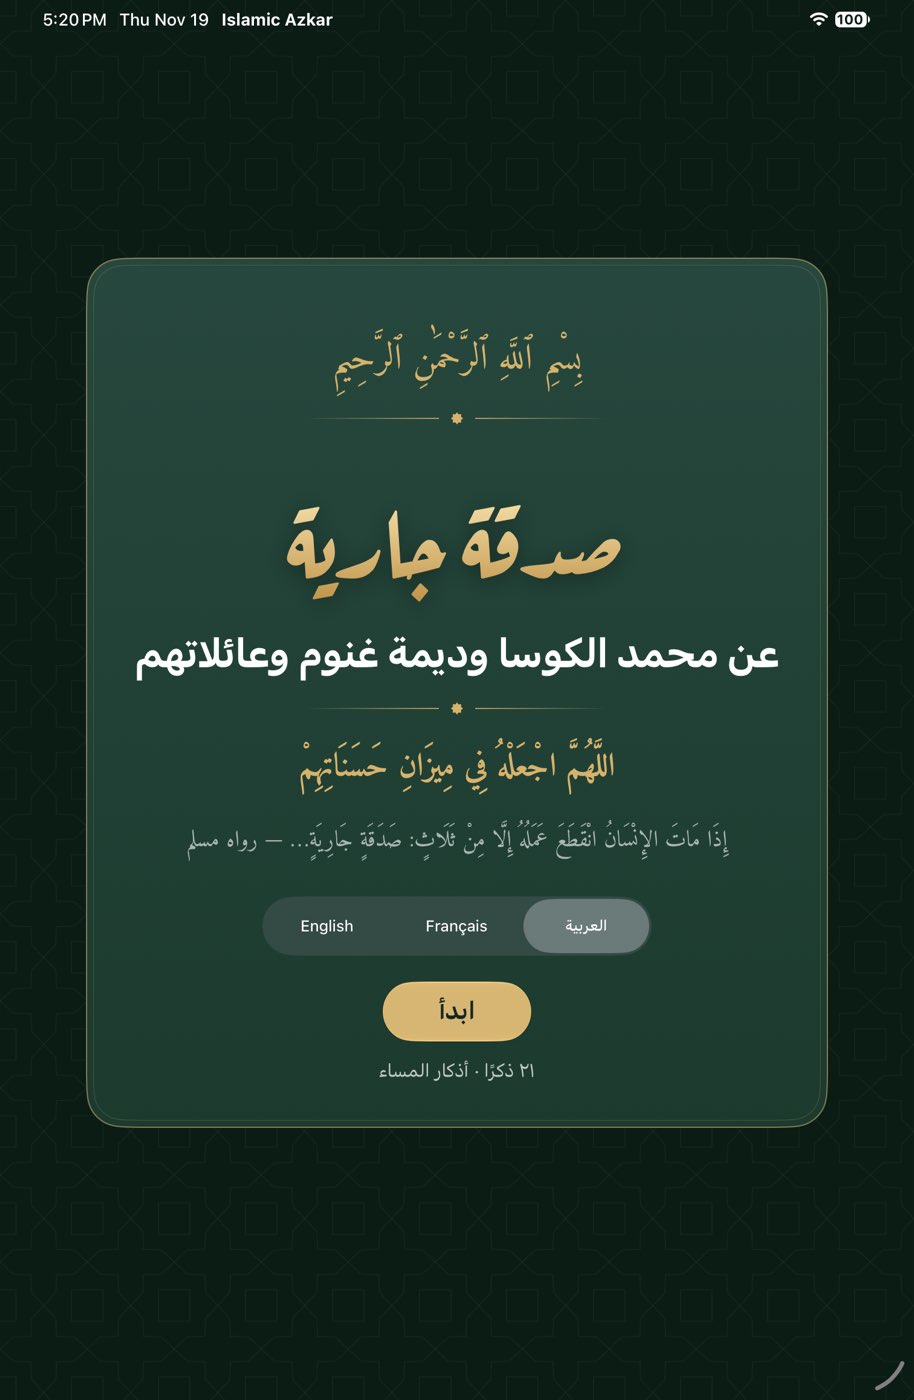 5:20 PM Thu Nov 19 Islamic Azkar 100
بِسْمِ ٱللَّهِ ٱلرَّحْمَٰنِ ٱلرَّحِيمِ
صدقة جارية
عن محمد الكوسا وديمة غنوم وعائلاتهم
اللَّهُمَّ اجْعَلْهُ فِي مِيزَانِ حَسَنَاتِهِمْ
إِذَا مَاتَ الإِنْسَانُ انْقَطَعَ عَمَلُهُ إِلَّا مِنْ ثَلَاثٍ: صَدَقَةٍ جَارِيَةٍ... — رواه مسلم
English Français العربية
ابدأ
٢١ ذكرًا · أذكار المساء